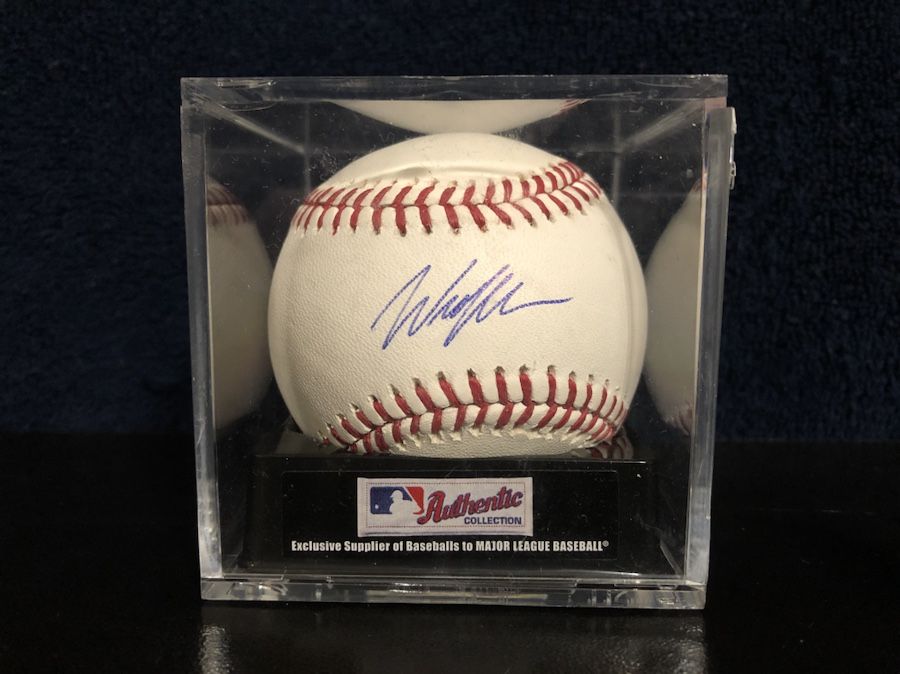 Authentic
COLLECTION
Exclusive Supplier of Baseballs to MAJOR LEAGUE BASEBALL®